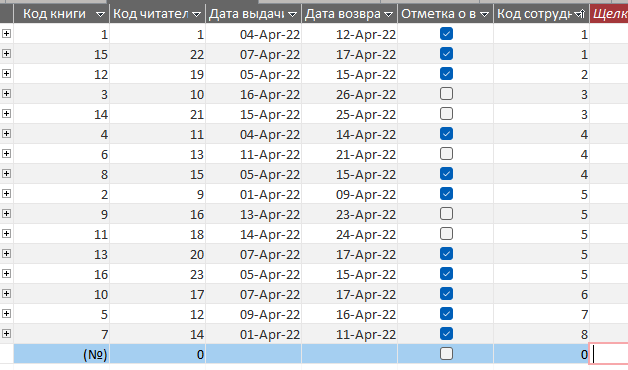 Код книги Код читател Дата выдачи Дата возвра Отметка о в Код сотрудн Щелк
1 1 04-Apr-22 12-Apr-22 1
15 22 07-Apr-22 17-Apr-22 1
12 19 05-Apr-22 15-Apr-22 2
3 10 16-Apr-22 26-Apr-22 3
14 21 15-Apr-22 25-Apr-22 3
4 11 04-Apr-22 14-Apr-22 4
6 13 11-Apr-22 21-Apr-22 4
8 15 05-Apr-22 15-Apr-22 4
2 9 01-Apr-22 09-Apr-22 5
9 16 13-Apr-22 23-Apr-22 5
11 18 14-Apr-22 24-Apr-22 5
13 20 07-Apr-22 17-Apr-22 5
16 23 05-Apr-22 15-Apr-22 5
10 17 07-Apr-22 17-Apr-22 6
5 12 09-Apr-22 16-Apr-22 7
7 14 01-Apr-22 11-Apr-22 8
(№) 0 0